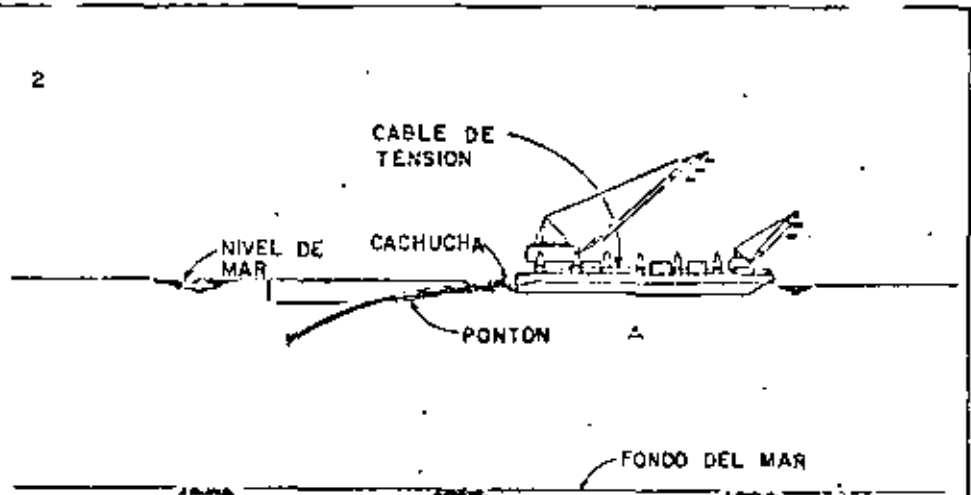 2
CABLE DE
TENSION
NIVEL DE
MAR
CACHUCHA
PONTON
A
FONDO DEL MAR